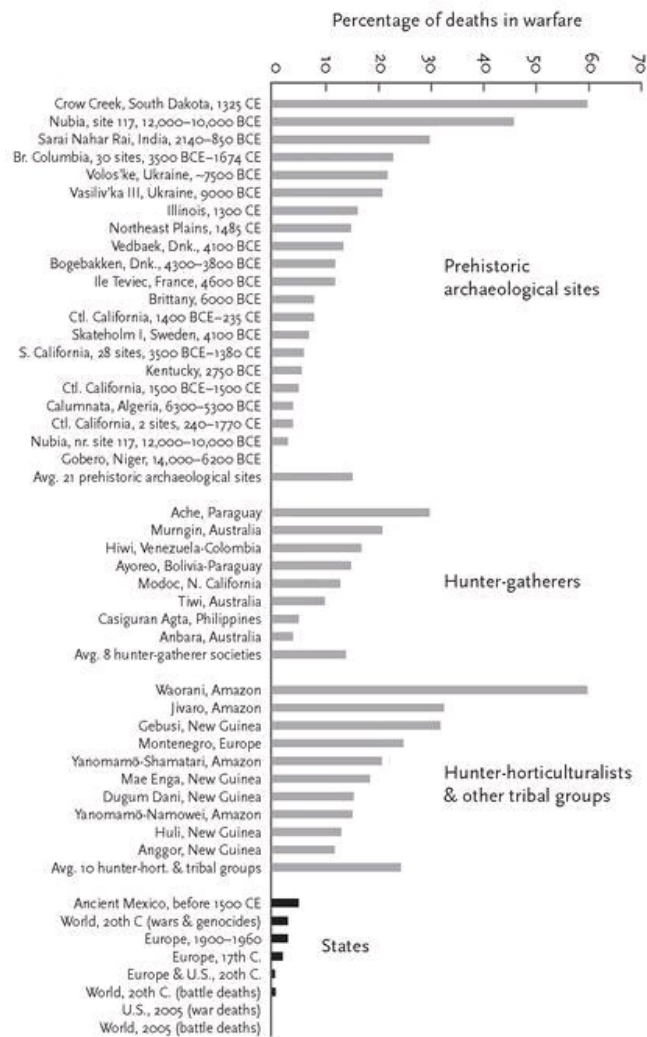 Percentage of deaths in warfare
0 10 20 30 40 50 60 70
Crow Creek, South Dakota, 1325 CE
Nubia, site 117, 12,000–10,000 BCE
Sarai Nahar Rai, India, 2140–850 BCE
Br. Columbia, 30 sites, 3500 BCE–1674 CE
Volos'ke, Ukraine, ~7500 BCE
Vasiliv'ka III, Ukraine, 9000 BCE
Illinois, 1300 CE
Northeast Plains, 1485 CE
Vedbaek, Dnk., 4100 BCE
Bogebakken, Dnk., 4300–3800 BCE
Ile Teviec, France, 4600 BCE
Brittany, 6000 BCE
Ctl. California, 1400 BCE–235 CE
Skateholm I, Sweden, 4100 BCE
S. California, 28 sites, 3500 BCE–1380 CE
Kentucky, 2750 BCE
Ctl. California, 1500 BCE–1500 CE
Calumnata, Algeria, 6300–5300 BCE
Ctl. California, 2 sites, 240–1770 CE
Nubia, nr. site 117, 12,000–10,000 BCE
Gobero, Niger, 14,000–6200 BCE
Avg. 21 prehistoric archaeological sites
Prehistoric
archaeological sites
Ache, Paraguay
Murngin, Australia
Hiwi, Venezuela-Colombia
Ayoreo, Bolivia-Paraguay
Modoc, N. California
Tiwi, Australia
Casiguran Agta, Philippines
Anbara, Australia
Avg. 8 hunter-gatherer societies
Hunter-gatherers
Waorani, Amazon
Jivaro, Amazon
Gebusi, New Guinea
Montenegro, Europe
Yanomamö-Shamatari, Amazon
Mae Enga, New Guinea
Dugum Dani, New Guinea
Yanomamö-Namowei, Amazon
Huli, New Guinea
Anggor, New Guinea
Avg. 10 hunter-hort. & tribal groups
Hunter-horticulturalists
& other tribal groups
Ancient Mexico, before 1500 CE
World, 20th C (wars & genocides)
Europe, 1900–1960
Europe, 17th C.
Europe & U.S., 20th C.
World, 20th C. (battle deaths)
U.S., 2005 (war deaths)
World, 2005 (battle deaths)
States